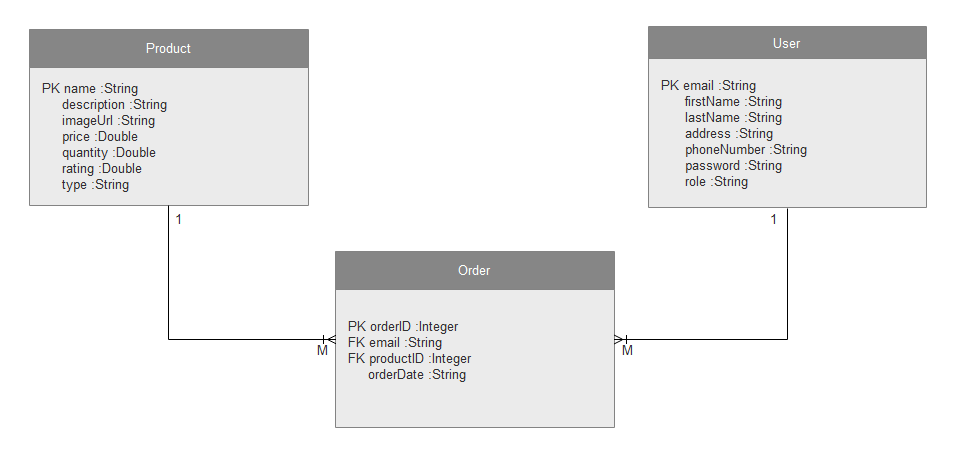 Product
PK name :String
description :String
imageUrl :String
price :Double
quantity :Double
rating :Double
type :String
1
User
PK email :String
firstName :String
lastName :String
address :String
phoneNumber :String
password :String
role :String
1
Order
PK orderID :Integer
FK email :String
FK productID :Integer
orderDate :String
M
M